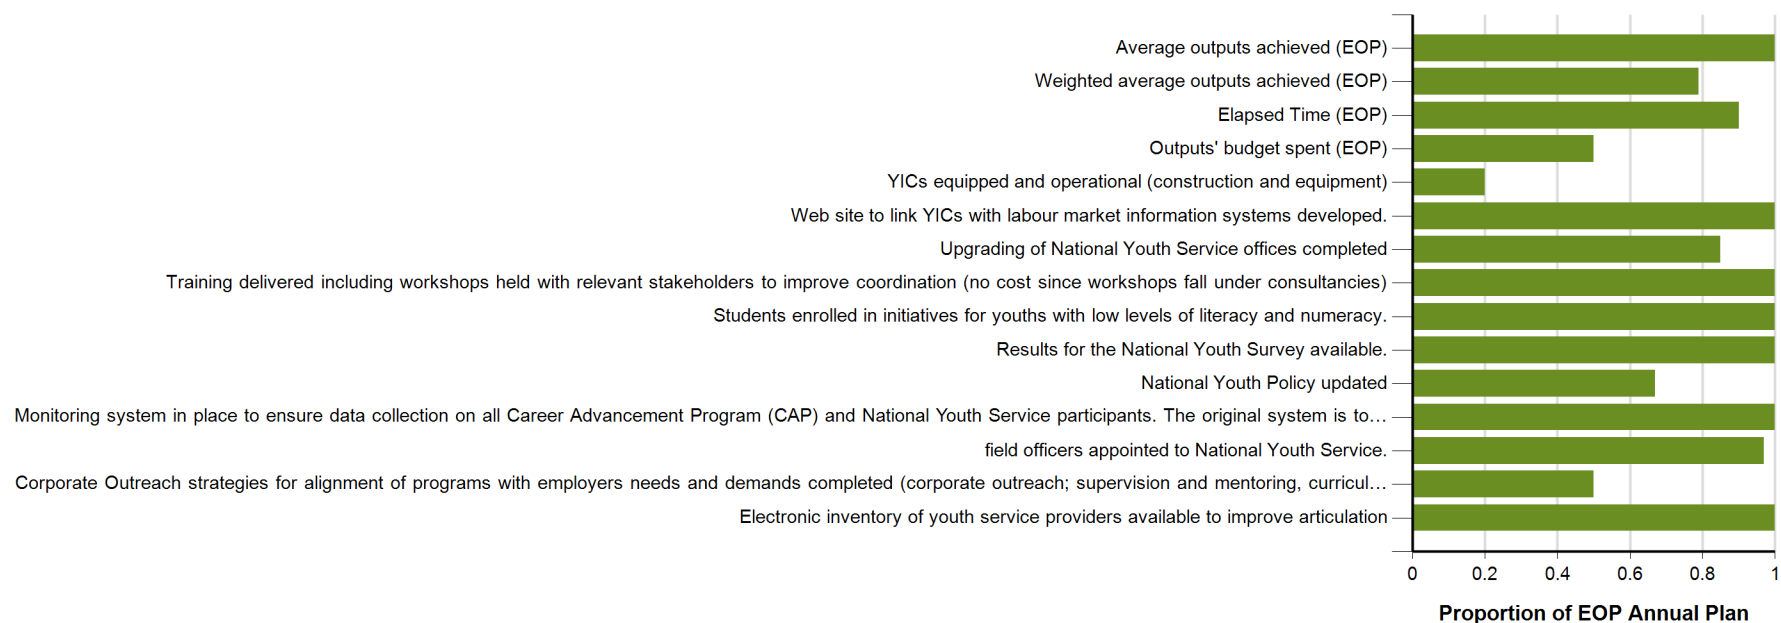 Average outputs achieved (EOP)
Weighted average outputs achieved (EOP)
Elapsed Time (EOP)
Outputs' budget spent (EOP)
YICs equipped and operational (construction and equipment)
Web site to link YICs with labour market information systems developed.
Upgrading of National Youth Service offices completed
Training delivered including workshops held with relevant stakeholders to improve coordination (no cost since workshops fall under consultancies)
Students enrolled in initiatives for youths with low levels of literacy and numeracy.
Results for the National Youth Survey available.
National Youth Policy updated
Monitoring system in place to ensure data collection on all Career Advancement Program (CAP) and National Youth Service participants. The original system is to…
field officers appointed to National Youth Service.
Corporate Outreach strategies for alignment of programs with employers needs and demands completed (corporate outreach; supervision and mentoring, curricul…
Electronic inventory of youth service providers available to improve articulation
0 0.2 0.4 0.6 0.8 1
Proportion of EOP Annual Plan